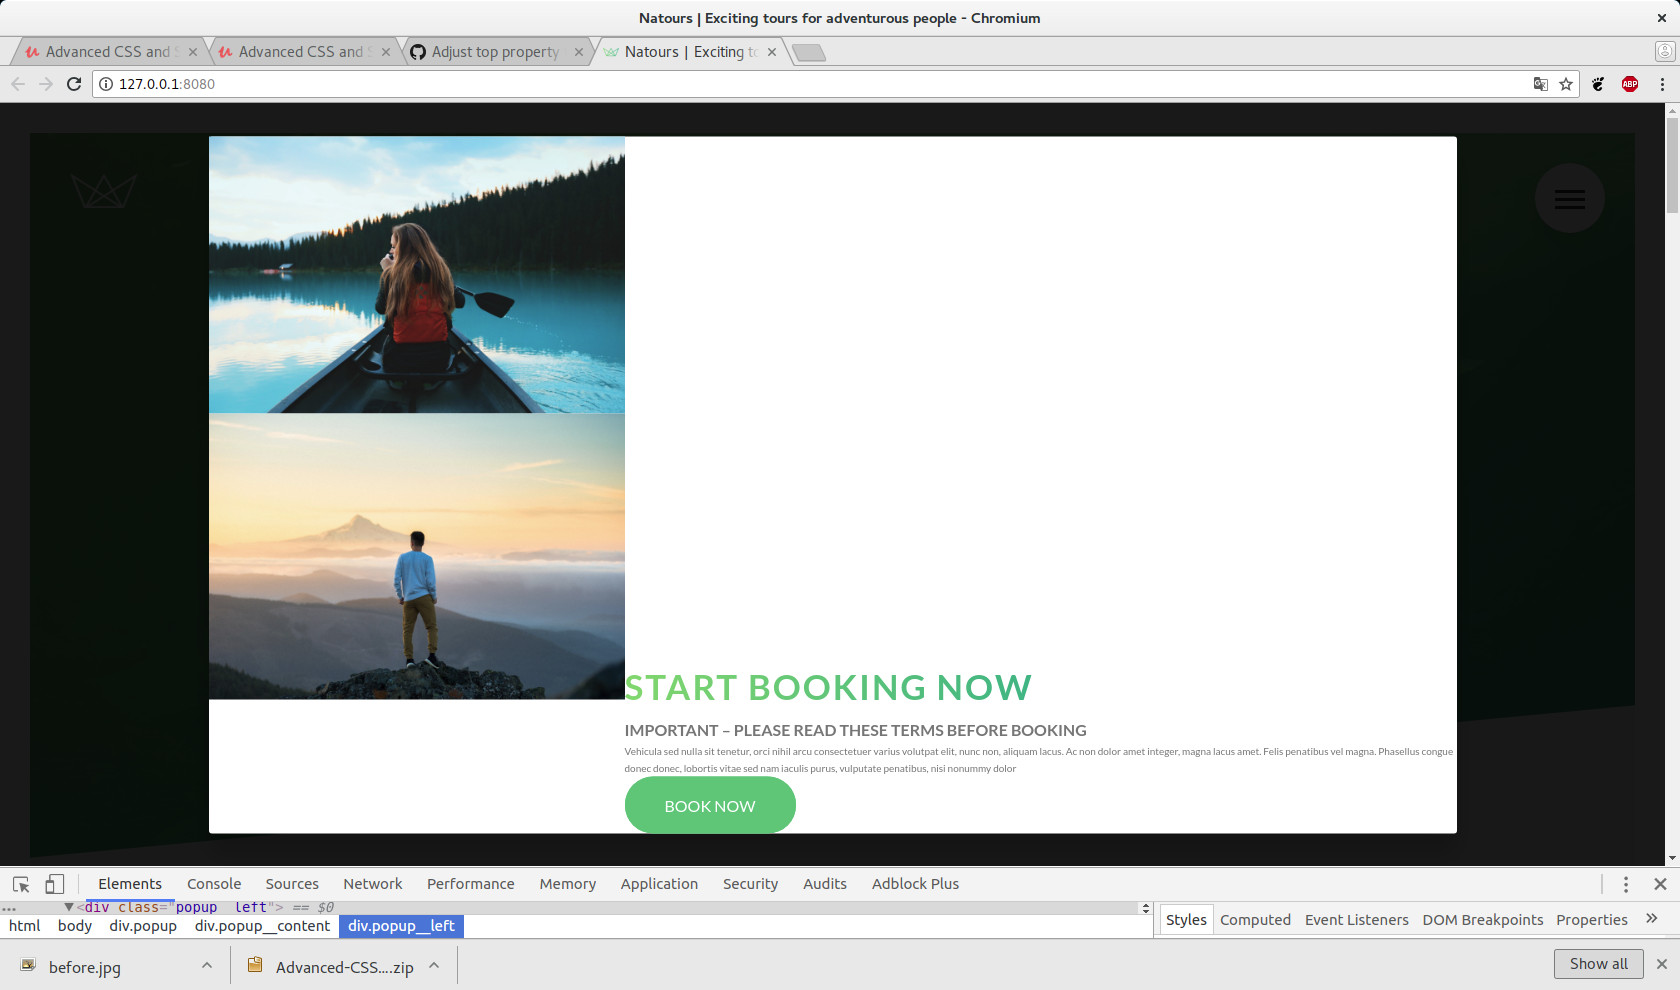 Natours | Exciting tours for adventurous people - Chromium
Advanced CSS and S
Advanced CSS and S
Adjust top property
Natours | Exciting to
127.0.0.1:8080
ABP
START BOOKING NOW
IMPORTANT – PLEASE READ THESE TERMS BEFORE BOOKING
Vehicula sed nulla sit tenetur, orci nihil arcu consectetuer varius volutpat elit, nunc non, aliquam lacus. Ac non dolor amet integer, magna lacus amet. Felis penatibus vel magna. Phasellus congue
donec donec, lobortis vitae sed nam iaculis purus, vulputate penatibus, nisi nonummy dolor
BOOK NOW
Elements Console Sources Network Performance Memory Application Security Audits Adblock Plus
... ▼<div class="popup__left"> == $0
html body div.popup div.popup__content div.popup__left
Styles Computed Event Listeners DOM Breakpoints Properties »
before.jpg
Advanced-CSS....zip
Show all